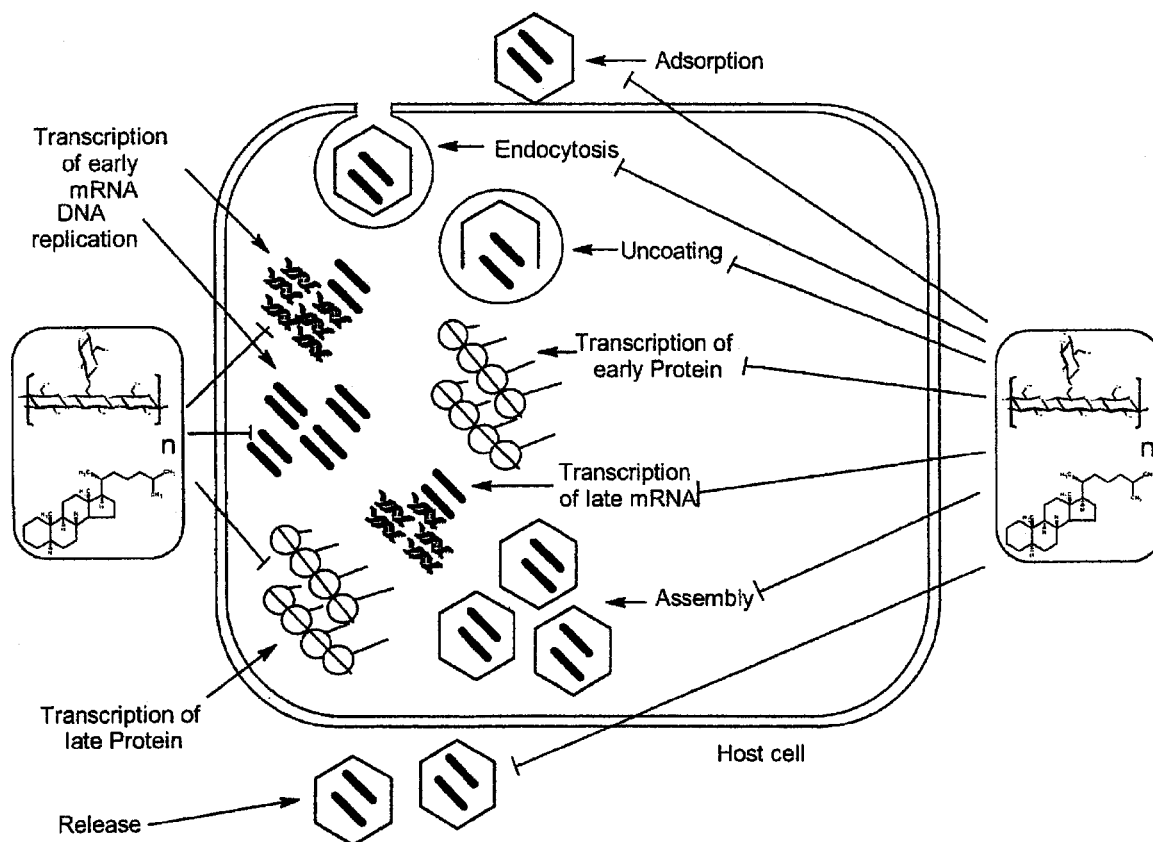 Adsorption
Transcription
of early
mRNA
DNA
replication
Endocytosis
Uncoating
Transcription of
early Protein
n
n
Transcription
of late mRNA
Assembly
Transcription of
late Protein
Host cell
Release